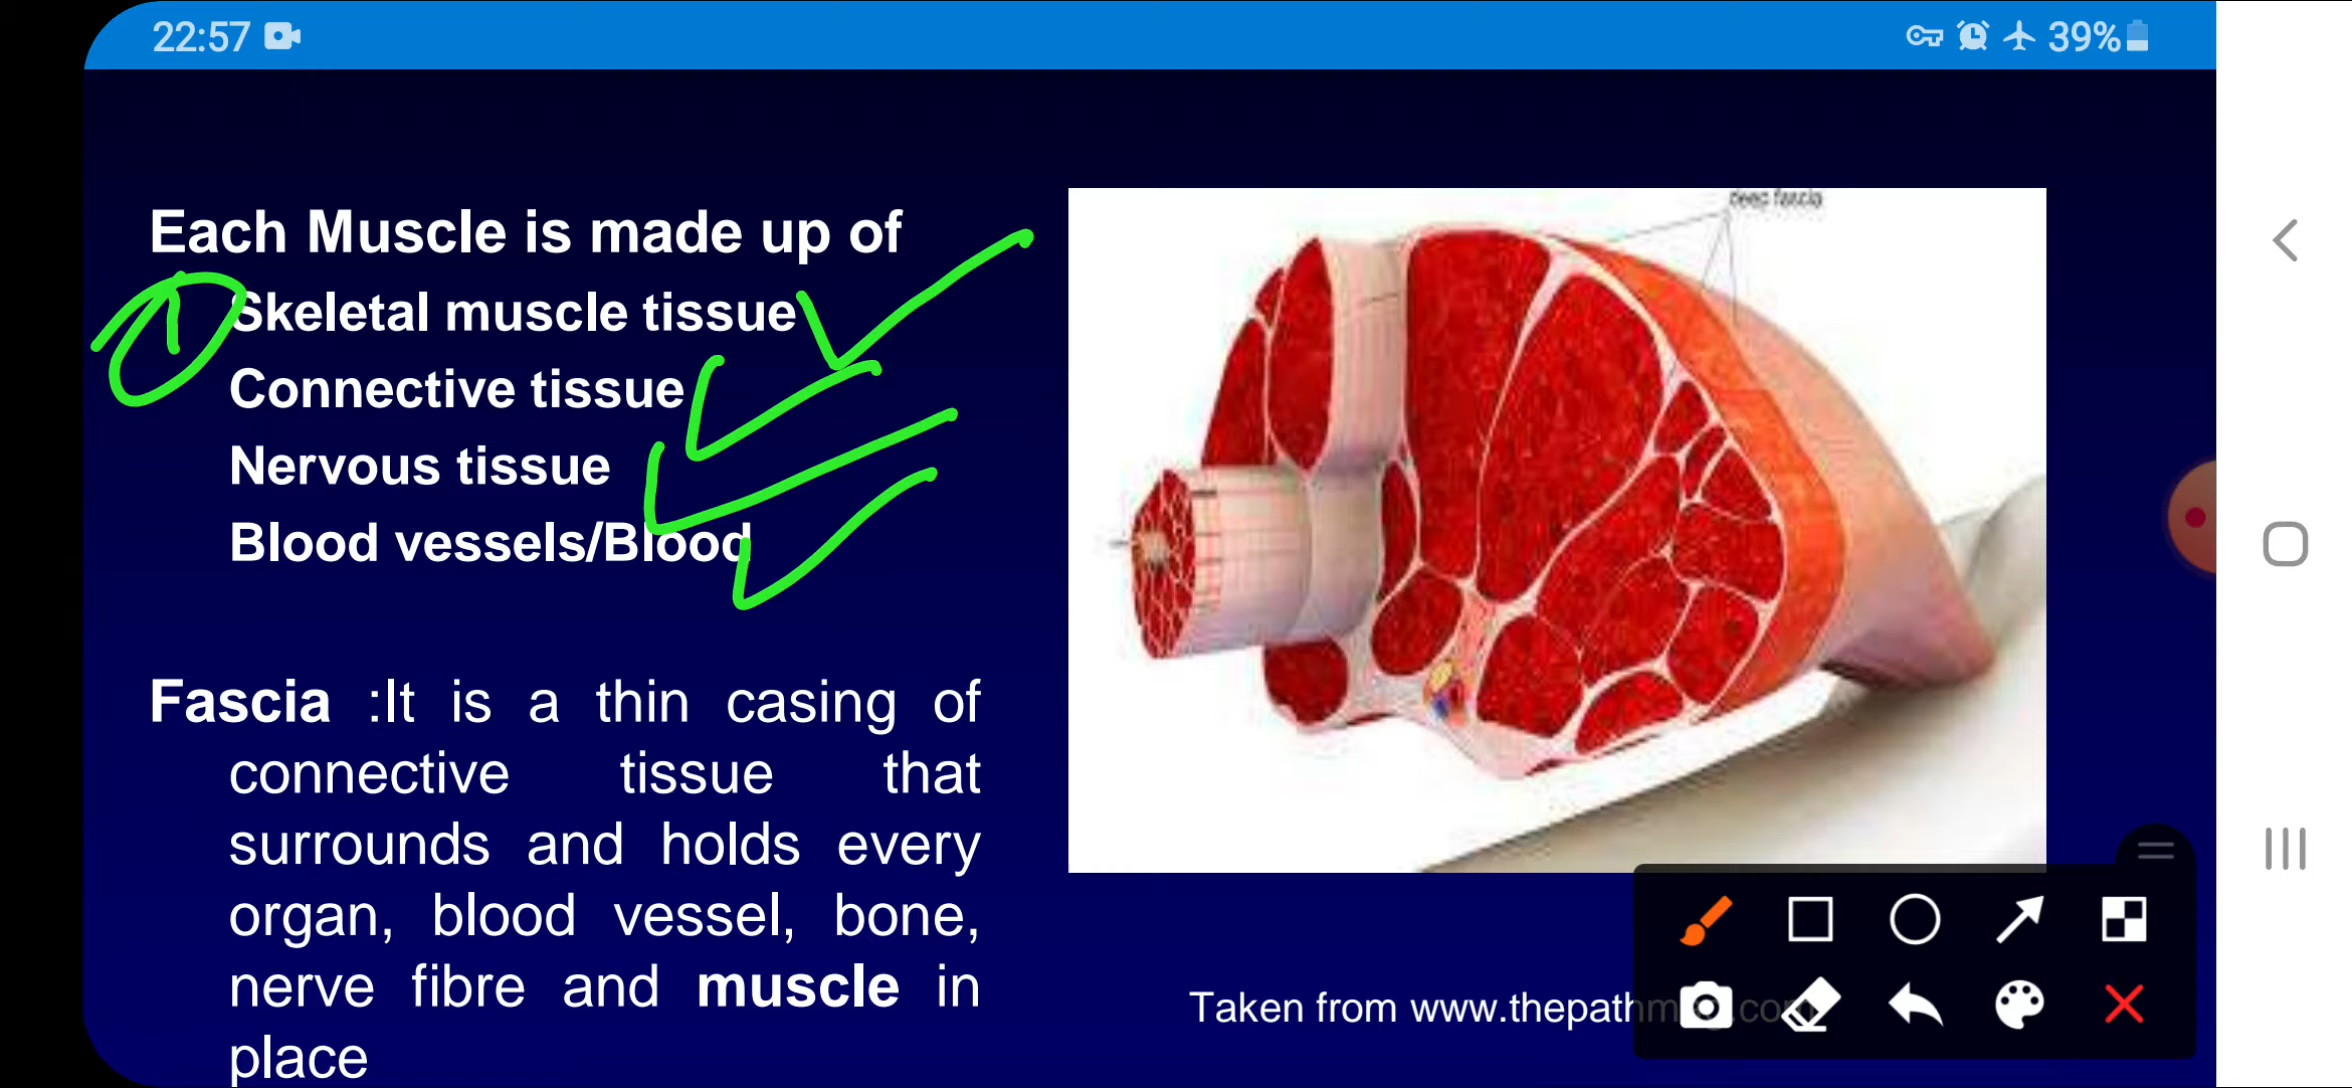 22:57
39%
Each Muscle is made up of
Skeletal muscle tissue
Connective tissue
Nervous tissue
Blood vessels/Blood
Fascia :It is a thin casing of
connective tissue that
surrounds and holds every
organ, blood vessel, bone,
nerve fibre and muscle in
place
deep fascia
Taken from